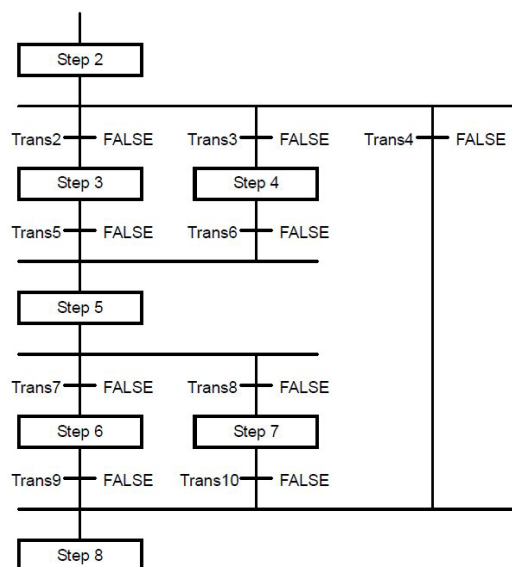 Step 2
Trans2 FALSE Trans3 FALSE Trans4 FALSE
Step 3 Step 4
Trans5 FALSE Trans6 FALSE
Step 5
Trans7 FALSE Trans8 FALSE
Step 6 Step 7
Trans9 FALSE Trans10 FALSE
Step 8